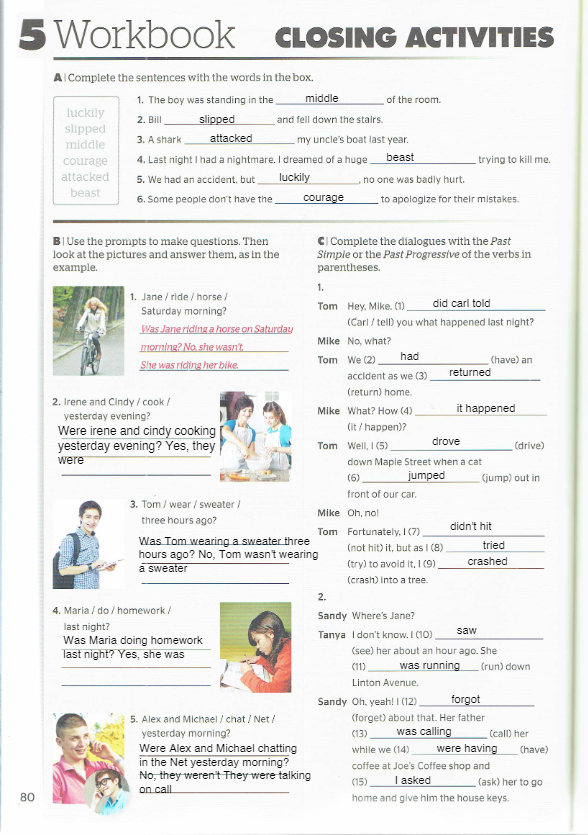 5 Workbook CLOSING ACTIVITIES
A | Complete the sentences with the words in the box.
luckily
slipped
middle
courage
attacked
beast
1. The boy was standing in the middle of the room.
2. Bill slipped and fell down the stairs.
3. A shark attacked my uncle's boat last year.
4. Last night I had a nightmare. I dreamed of a huge beast trying to kill me.
5. We had an accident, but luckily, no one was badly hurt.
6. Some people don't have the courage to apologize for their mistakes.
B | Use the prompts to make questions. Then
look at the pictures and answer them, as in the
example.
1. Jane / ride / horse /
Saturday morning?
Was Jane riding a horse on Saturday
morning? No, she wasn't.
She was riding her bike.
2. Irene and Cindy / cook /
yesterday evening?
Were irene and cindy cooking
yesterday evening? Yes, they
were
3. Tom / wear / sweater /
three hours ago?
Was Tom wearing a sweater three
hours ago? No, Tom wasn't wearing
a sweater
4. Maria / do / homework /
last night?
Was Maria doing homework
last night? Yes, she was
5. Alex and Michael / chat / Net /
yesterday morning?
Were Alex and Michael chatting
in the Net yesterday morning?
No, they weren't They were talking
on call
C | Complete the dialogues with the Past
Simple or the Past Progressive of the verbs in
parentheses.
1.
Tom Hey, Mike. (1) did carl told
(Carl / tell) you what happened last night?
Mike No, what?
Tom We (2) had (have) an
accident as we (3) returned
(return) home.
Mike What? How (4) it happened
(it / happen)?
Tom Well, I (5) drove (drive)
down Maple Street when a cat
(6) jumped (jump) out in
front of our car.
Mike Oh, no!
Tom Fortunately, I (7) didn't hit
(not hit) it, but as I (8) tried
(try) to avoid it, I (9) crashed
(crash) into a tree.
2.
Sandy Where's Jane?
Tanya I don't know. I (10) saw
(see) her about an hour ago. She
(11) was running (run) down
Linton Avenue.
Sandy Oh, yeah! I (12) forgot
(forget) about that. Her father
(13) was calling (call) her
while we (14) were having (have)
coffee at Joe's Coffee shop and
(15) I asked (ask) her to go
home and give him the house keys.
80